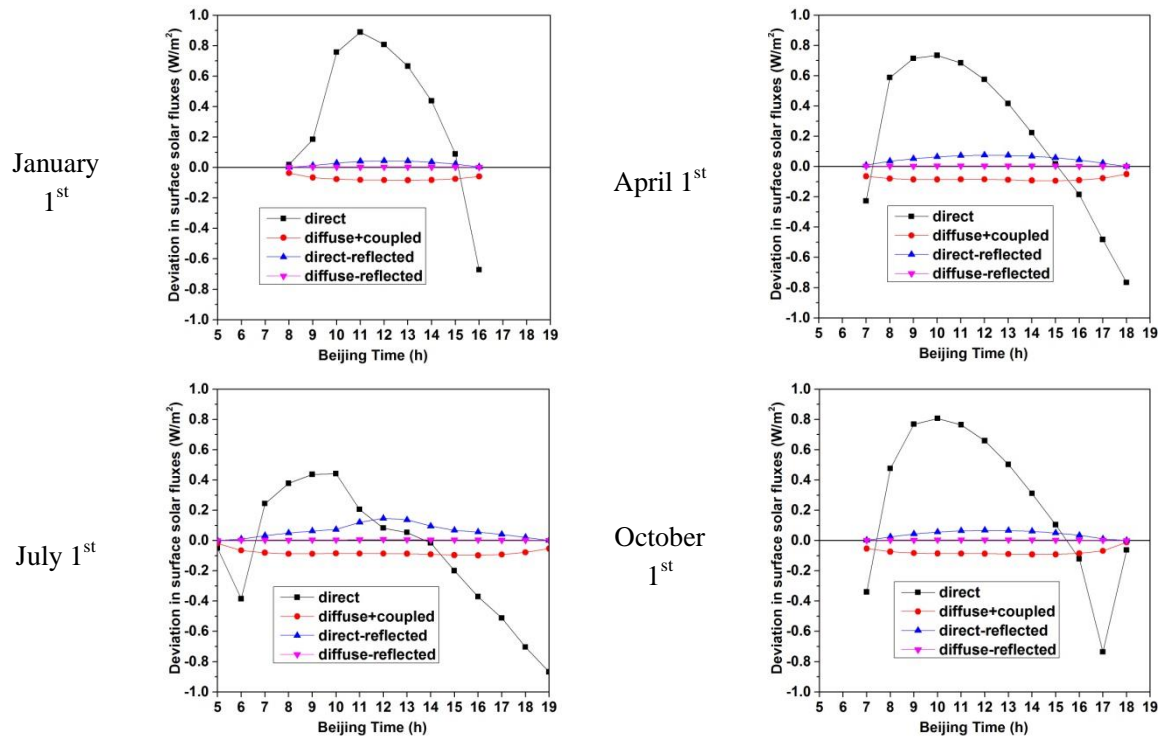 January
1st
Deviation in surface solar fluxes (W/m2)
1.0
0.8
0.6
0.4
0.2
0.0
-0.2
-0.4
-0.6
-0.8
-1.0
direct
diffuse+coupled
direct-reflected
diffuse-reflected
5 6 7 8 9 10 11 12 13 14 15 16 17 18 19
Beijing Time (h)
April 1st
Deviation in surface solar fluxes (W/m2)
1.0
0.8
0.6
0.4
0.2
0.0
-0.2
-0.4
-0.6
-0.8
-1.0
direct
diffuse+coupled
direct-reflected
diffuse-reflected
5 6 7 8 9 10 11 12 13 14 15 16 17 18 19
Beijing Time (h)
July 1st
Deviation in surface solar fluxes (W/m2)
1.0
0.8
0.6
0.4
0.2
0.0
-0.2
-0.4
-0.6
-0.8
-1.0
direct
diffuse+coupled
direct-reflected
diffuse-reflected
5 6 7 8 9 10 11 12 13 14 15 16 17 18 19
Beijing Time (h)
October
1st
Deviation in surface solar fluxes (W/m2)
1.0
0.8
0.6
0.4
0.2
0.0
-0.2
-0.4
-0.6
-0.8
-1.0
direct
diffuse+coupled
direct-reflected
diffuse-reflected
5 6 7 8 9 10 11 12 13 14 15 16 17 18 19
Beijing Time (h)